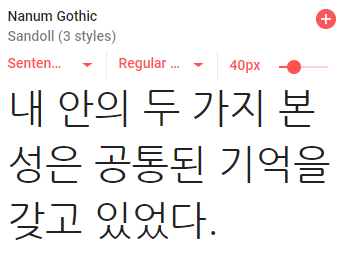 Nanum Gothic
Sandoll (3 styles)
Senten... Regular ... 40px
내 안의 두 가지 본
성은 공통된 기억을
갖고 있었다.